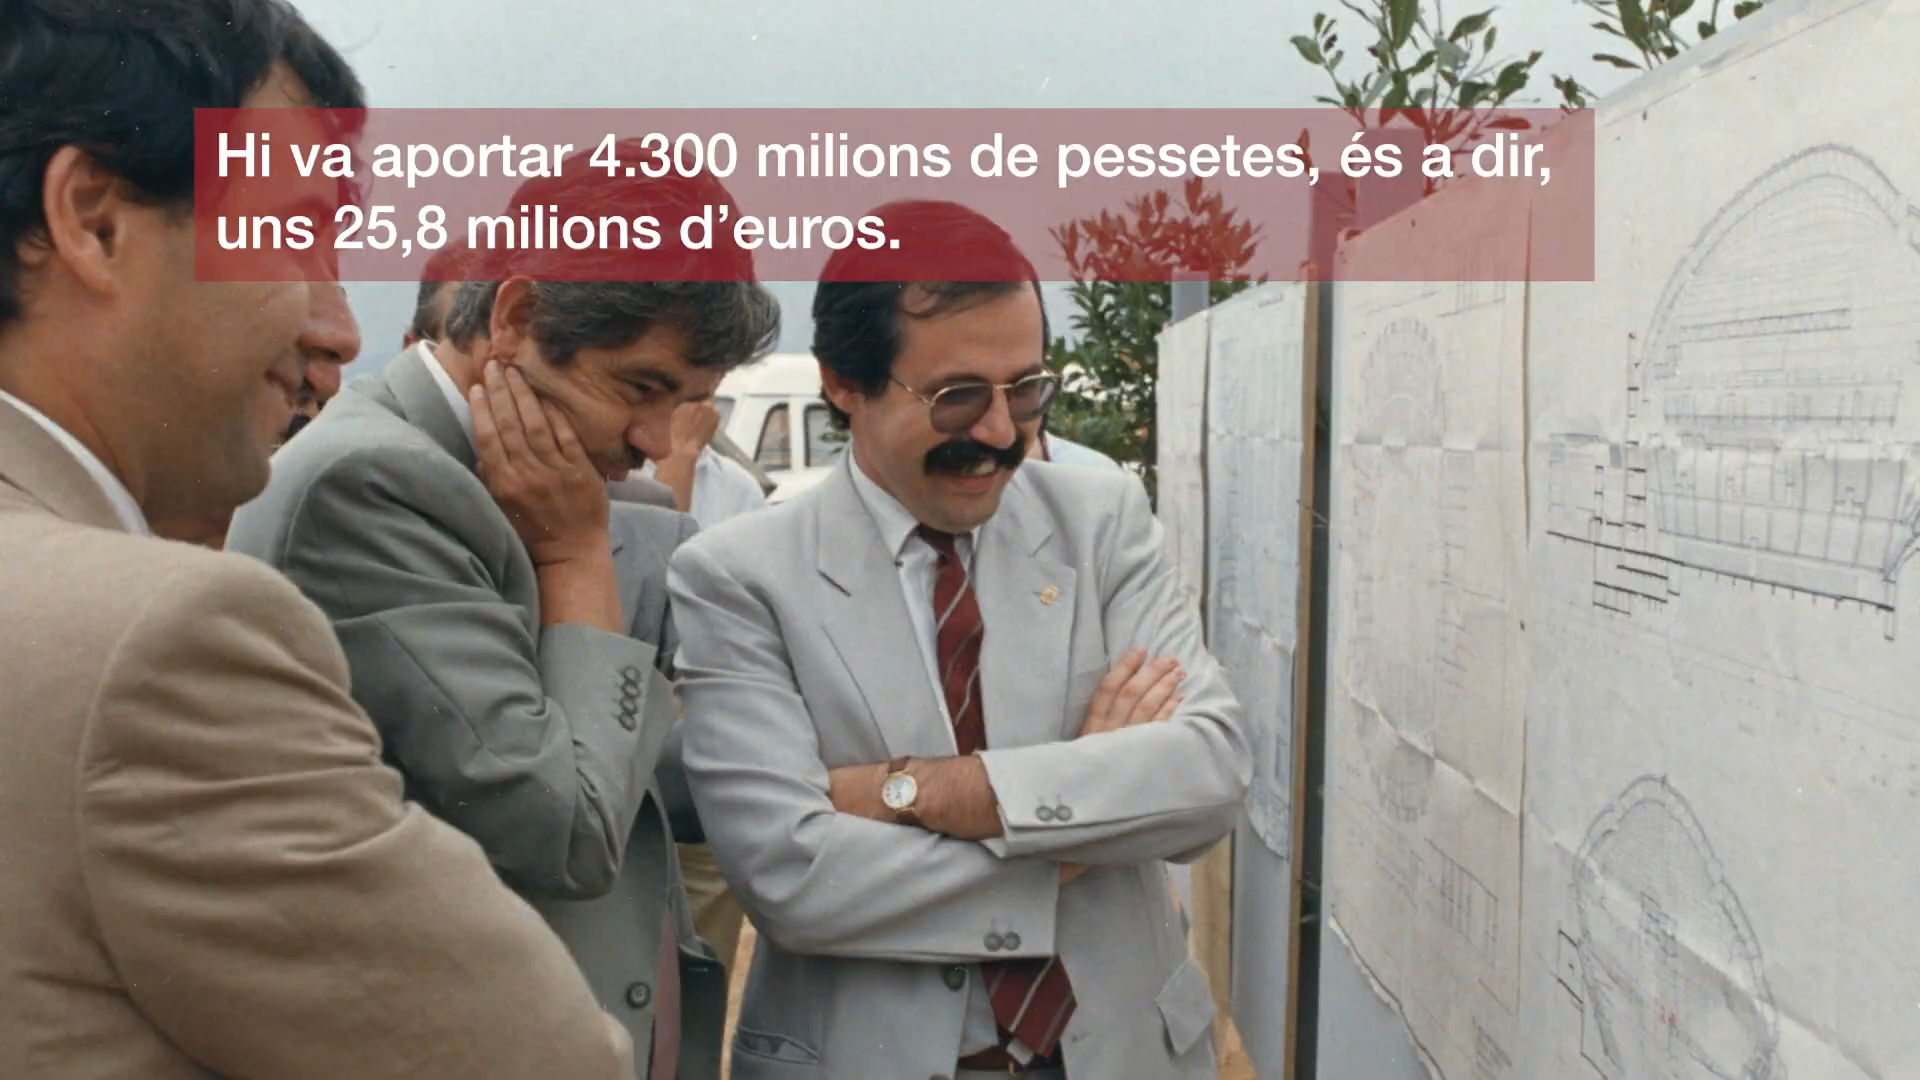 Hi va aportar 4.300 milions de pessetes, és a dir,
uns 25,8 milions d’euros.